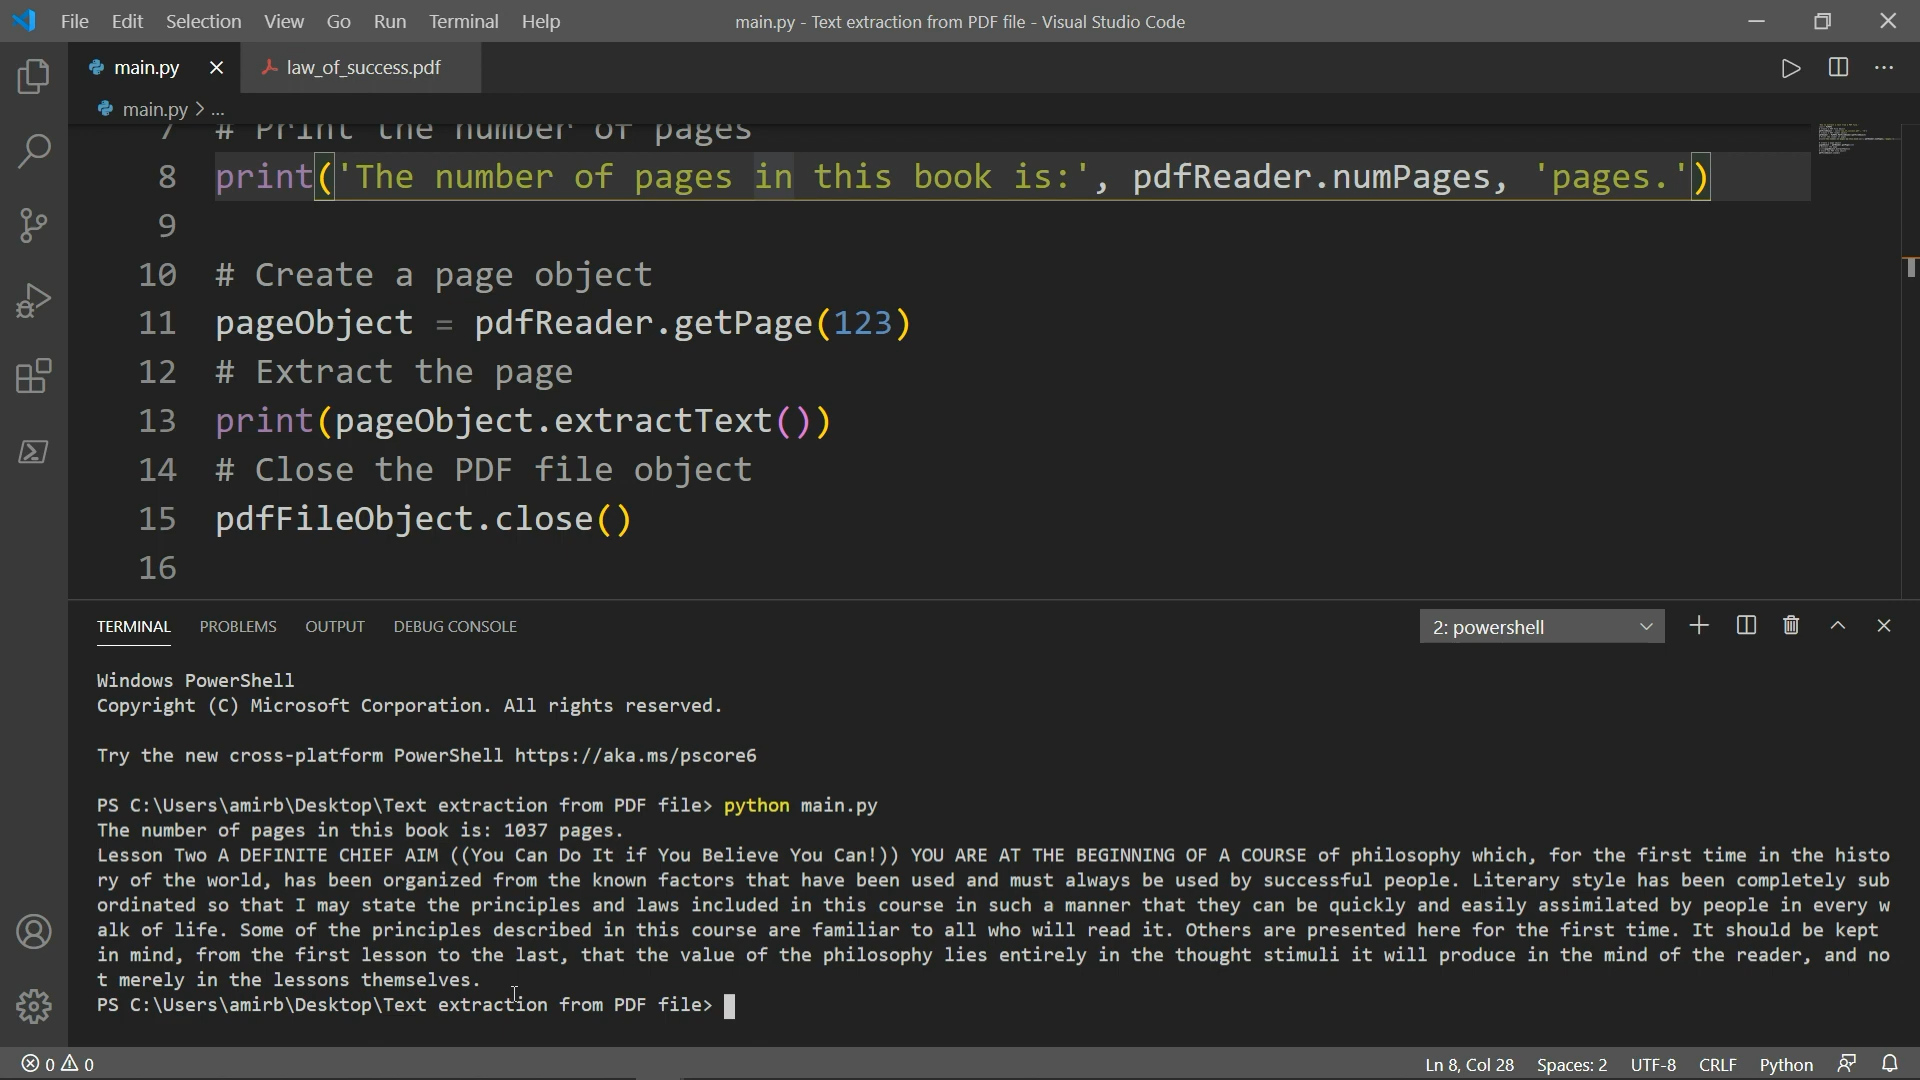 File Edit Selection View Go Run Terminal Help main.py - Text extraction from PDF file - Visual Studio Code
main.py law_of_success.pdf
main.py > ...
7 # Print the number of pages
8 print('The number of pages in this book is:', pdfReader.numPages, 'pages.')
9
10 # Create a page object
11 pageObject = pdfReader.getPage(123)
12 # Extract the page
13 print(pageObject.extractText())
14 # Close the PDF file object
15 pdfFileObject.close()
16
TERMINAL PROBLEMS OUTPUT DEBUG CONSOLE 2: powershell
Windows PowerShell
Copyright (C) Microsoft Corporation. All rights reserved.
Try the new cross-platform PowerShell https://aka.ms/pscore6
PS C:\Users\amirb\Desktop\Text extraction from PDF file> python main.py
The number of pages in this book is: 1037 pages.
Lesson Two A DEFINITE CHIEF AIM ((You Can Do It if You Believe You Can!)) YOU ARE AT THE BEGINNING OF A COURSE of philosophy which, for the first time in the histo
ry of the world, has been organized from the known factors that have been used and must always be used by successful people. Literary style has been completely sub
ordinated so that I may state the principles and laws included in this course in such a manner that they can be quickly and easily assimilated by people in every w
alk of life. Some of the principles described in this course are familiar to all who will read it. Others are presented here for the first time. It should be kept
in mind, from the first lesson to the last, that the value of the philosophy lies entirely in the thought stimuli it will produce in the mind of the reader, and no
t merely in the lessons themselves.
PS C:\Users\amirb\Desktop\Text extraction from PDF file>
0 0 Ln 8, Col 28 Spaces: 2 UTF-8 CRLF Python